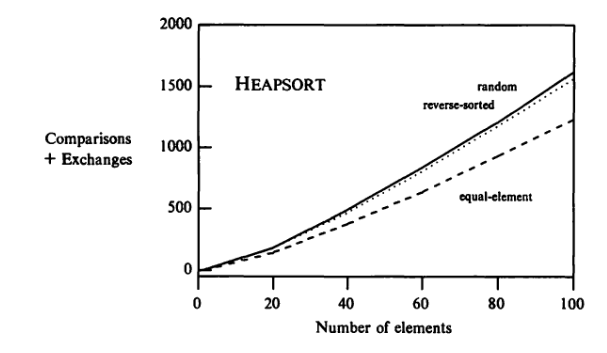 2000
1500
1000
500
0
Comparisons
+ Exchanges
HEAPSORT
random
reverse-sorted
equal-element
0 20 40 60 80 100
Number of elements